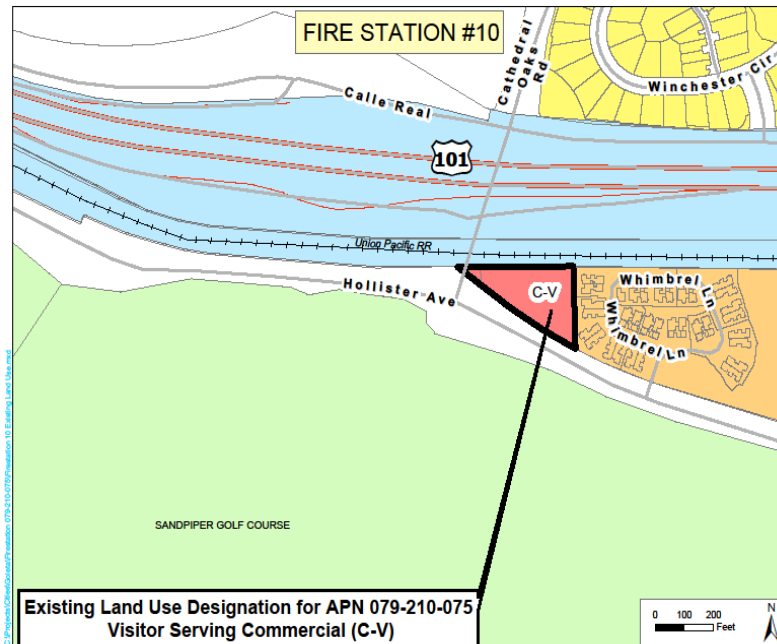 FIRE STATION #10
Cathedral
Oaks
Rd
Winchester Cir
Calle Real
101
Union Pacific RR
Hollister Ave
C-V
Whimbrel Ln
Whimbrel Ln
SANDPIPER GOLF COURSE
Existing Land Use Designation for APN 079-210-075
Visitor Serving Commercial (C-V)
0 100 200
Feet
N